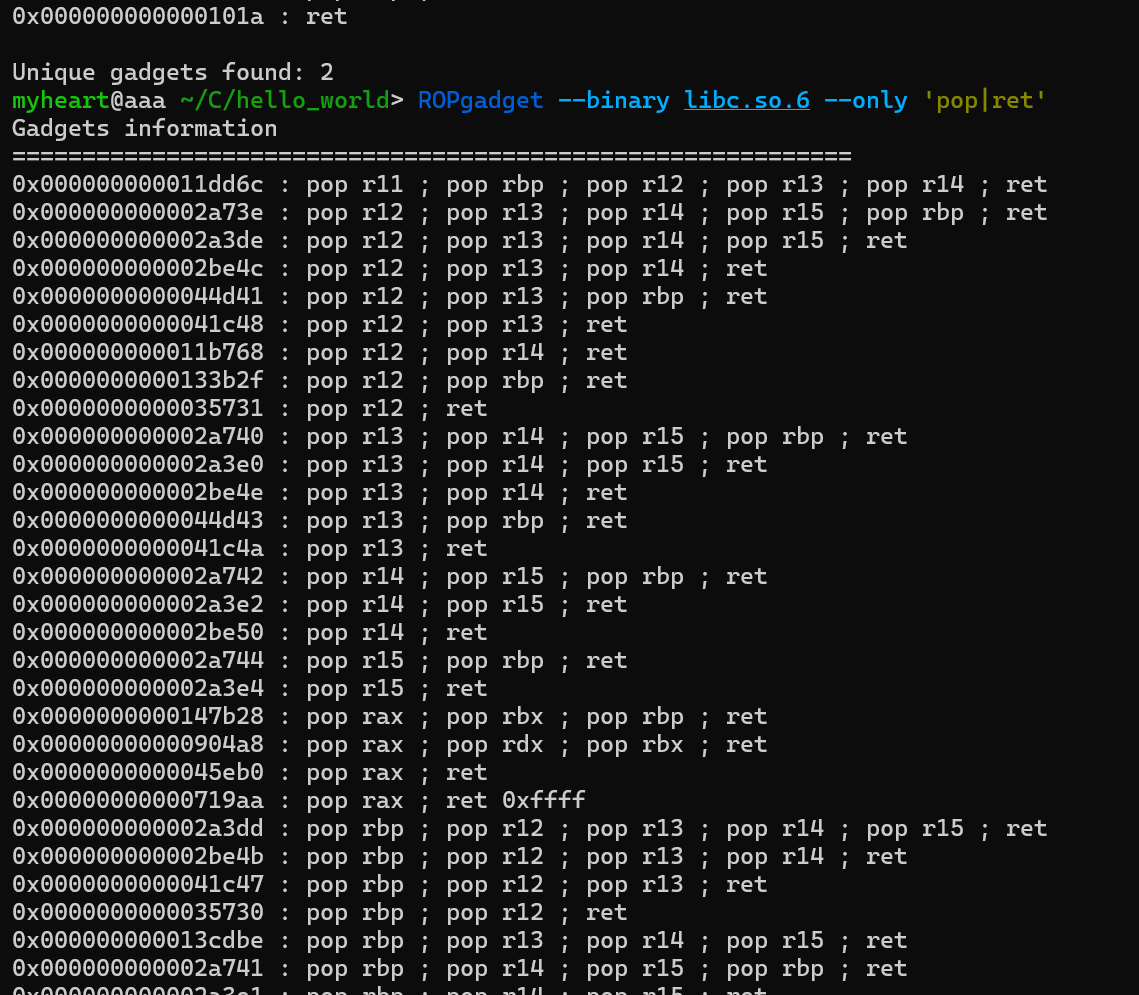 0x000000000000101a : ret
Unique gadgets found: 2
myheart@aaa ~/C/hello_world> ROPgadget --binary libc.so.6 --only 'pop|ret'
Gadgets information
============================================================
0x000000000011dd6c : pop r11 ; pop rbp ; pop r12 ; pop r13 ; pop r14 ; ret
0x000000000002a73e : pop r12 ; pop r13 ; pop r14 ; pop r15 ; pop rbp ; ret
0x000000000002a3de : pop r12 ; pop r13 ; pop r14 ; pop r15 ; ret
0x000000000002be4c : pop r12 ; pop r13 ; pop r14 ; ret
0x0000000000044d41 : pop r12 ; pop r13 ; pop rbp ; ret
0x0000000000041c48 : pop r12 ; pop r13 ; ret
0x000000000011b768 : pop r12 ; pop r14 ; ret
0x0000000000133b2f : pop r12 ; pop rbp ; ret
0x0000000000035731 : pop r12 ; ret
0x000000000002a740 : pop r13 ; pop r14 ; pop r15 ; pop rbp ; ret
0x000000000002a3e0 : pop r13 ; pop r14 ; pop r15 ; ret
0x000000000002be4e : pop r13 ; pop r14 ; ret
0x0000000000044d43 : pop r13 ; pop rbp ; ret
0x0000000000041c4a : pop r13 ; ret
0x000000000002a742 : pop r14 ; pop r15 ; pop rbp ; ret
0x000000000002a3e2 : pop r14 ; pop r15 ; ret
0x000000000002be50 : pop r14 ; ret
0x000000000002a744 : pop r15 ; pop rbp ; ret
0x000000000002a3e4 : pop r15 ; ret
0x0000000000147b28 : pop rax ; pop rbx ; pop rbp ; ret
0x00000000000904a8 : pop rax ; pop rdx ; pop rbx ; ret
0x0000000000045eb0 : pop rax ; ret
0x00000000000719aa : pop rax ; ret 0xffff
0x000000000002a3dd : pop rbp ; pop r12 ; pop r13 ; pop r14 ; pop r15 ; ret
0x000000000002be4b : pop rbp ; pop r12 ; pop r13 ; pop r14 ; ret
0x0000000000041c47 : pop rbp ; pop r12 ; pop r13 ; ret
0x0000000000035730 : pop rbp ; pop r12 ; ret
0x000000000013cdbe : pop rbp ; pop r13 ; pop r14 ; pop r15 ; ret
0x000000000002a741 : pop rbp ; pop r14 ; pop r15 ; pop rbp ; ret
0x000000000002a3e1 : pop rbp ; pop r14 ; pop r15 ; ret